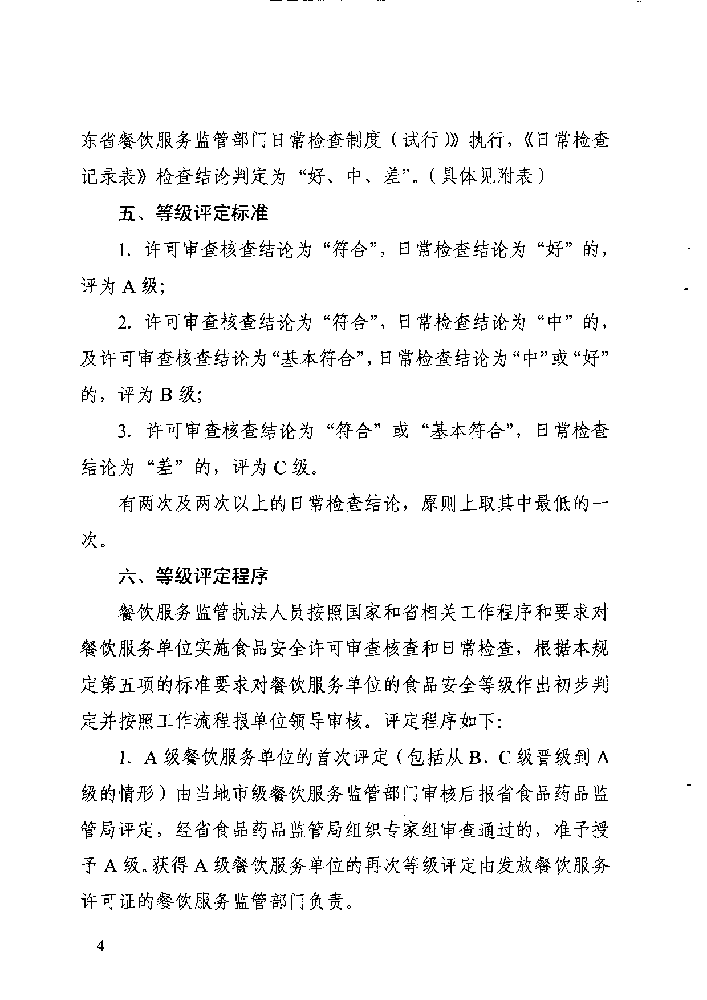 东省餐饮服务监管部门日常检查制度（试行）》执行，《日常检查
记录表》检查结论判定为“好、中、差”。（具体见附表）
五、等级评定标准
1. 许可审查核查结论为“符合”，日常检查结论为“好”的，
评为 A 级;
2. 许可审查核查结论为“符合”，日常检查结论为“中”的，
及许可审查核查结论为“基本符合”，日常检查结论为“中”或“好”
的，评为 B 级;
3. 许可审查核查结论为“符合”或“基本符合”，日常检查
结论为“差”的，评为 C 级。
有两次及两次以上的日常检查结论，原则上取其中最低的一
次。
六、等级评定程序
餐饮服务监管执法人员按照国家和省相关工作程序和要求对
餐饮服务单位实施食品安全许可审查核查和日常检查，根据本规
定第五项的标准要求对餐饮服务单位的食品安全等级作出初步判
定并按照工作流程报单位领导审核。评定程序如下:
1. A 级餐饮服务单位的首次评定（包括从 B、C 级晋级到 A
级的情形）由当地市级餐饮服务监管部门审核后报省食品药品监
管局评定，经省食品药品监管局组织专家组审查通过的，准予授
予 A 级。获得 A 级餐饮服务单位的再次等级评定由发放餐饮服务
许可证的餐饮服务监管部门负责。
—4—